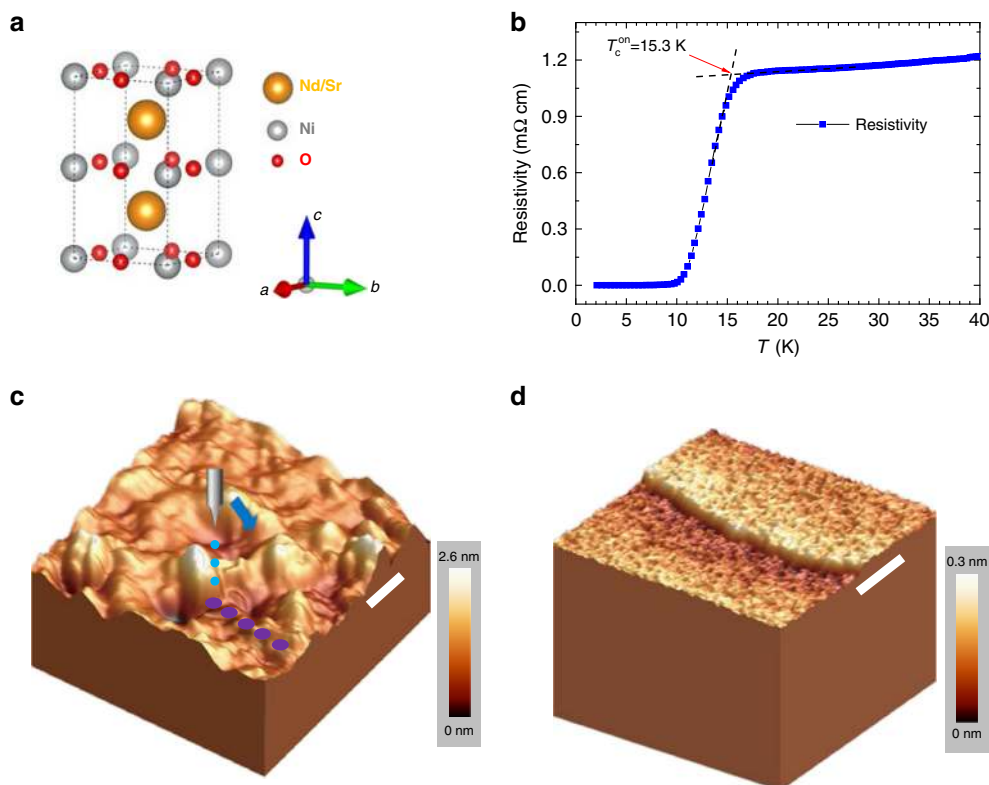 a
Nd/Sr
Ni
O
c
a
b
b
T_c^on=15.3 K
Resistivity
Resistivity (mΩ cm)
1.2
0.9
0.6
0.3
0.0
0 5 10 15 20 25 30 35 40
T (K)
c
2.6 nm
0 nm
d
0.3 nm
0 nm